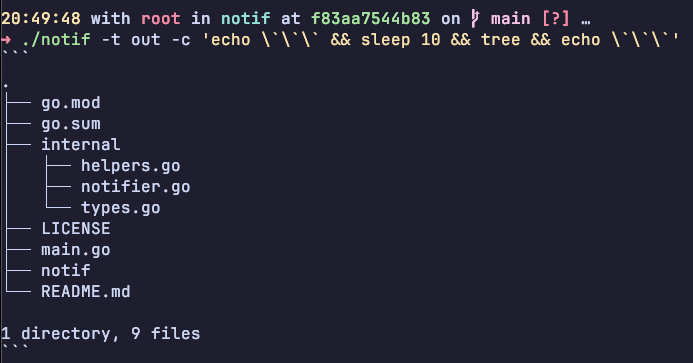 20:49:48 with root in notif at f83aa7544b83 on  main [?] …
➜ ./notif -t out -c 'echo \`\`\` && sleep 10 && tree && echo \`\`\`'
```
.
├── go.mod
├── go.sum
├── internal
│   ├── helpers.go
│   ├── notifier.go
│   └── types.go
├── LICENSE
├── main.go
├── notif
└── README.md

1 directory, 9 files
```